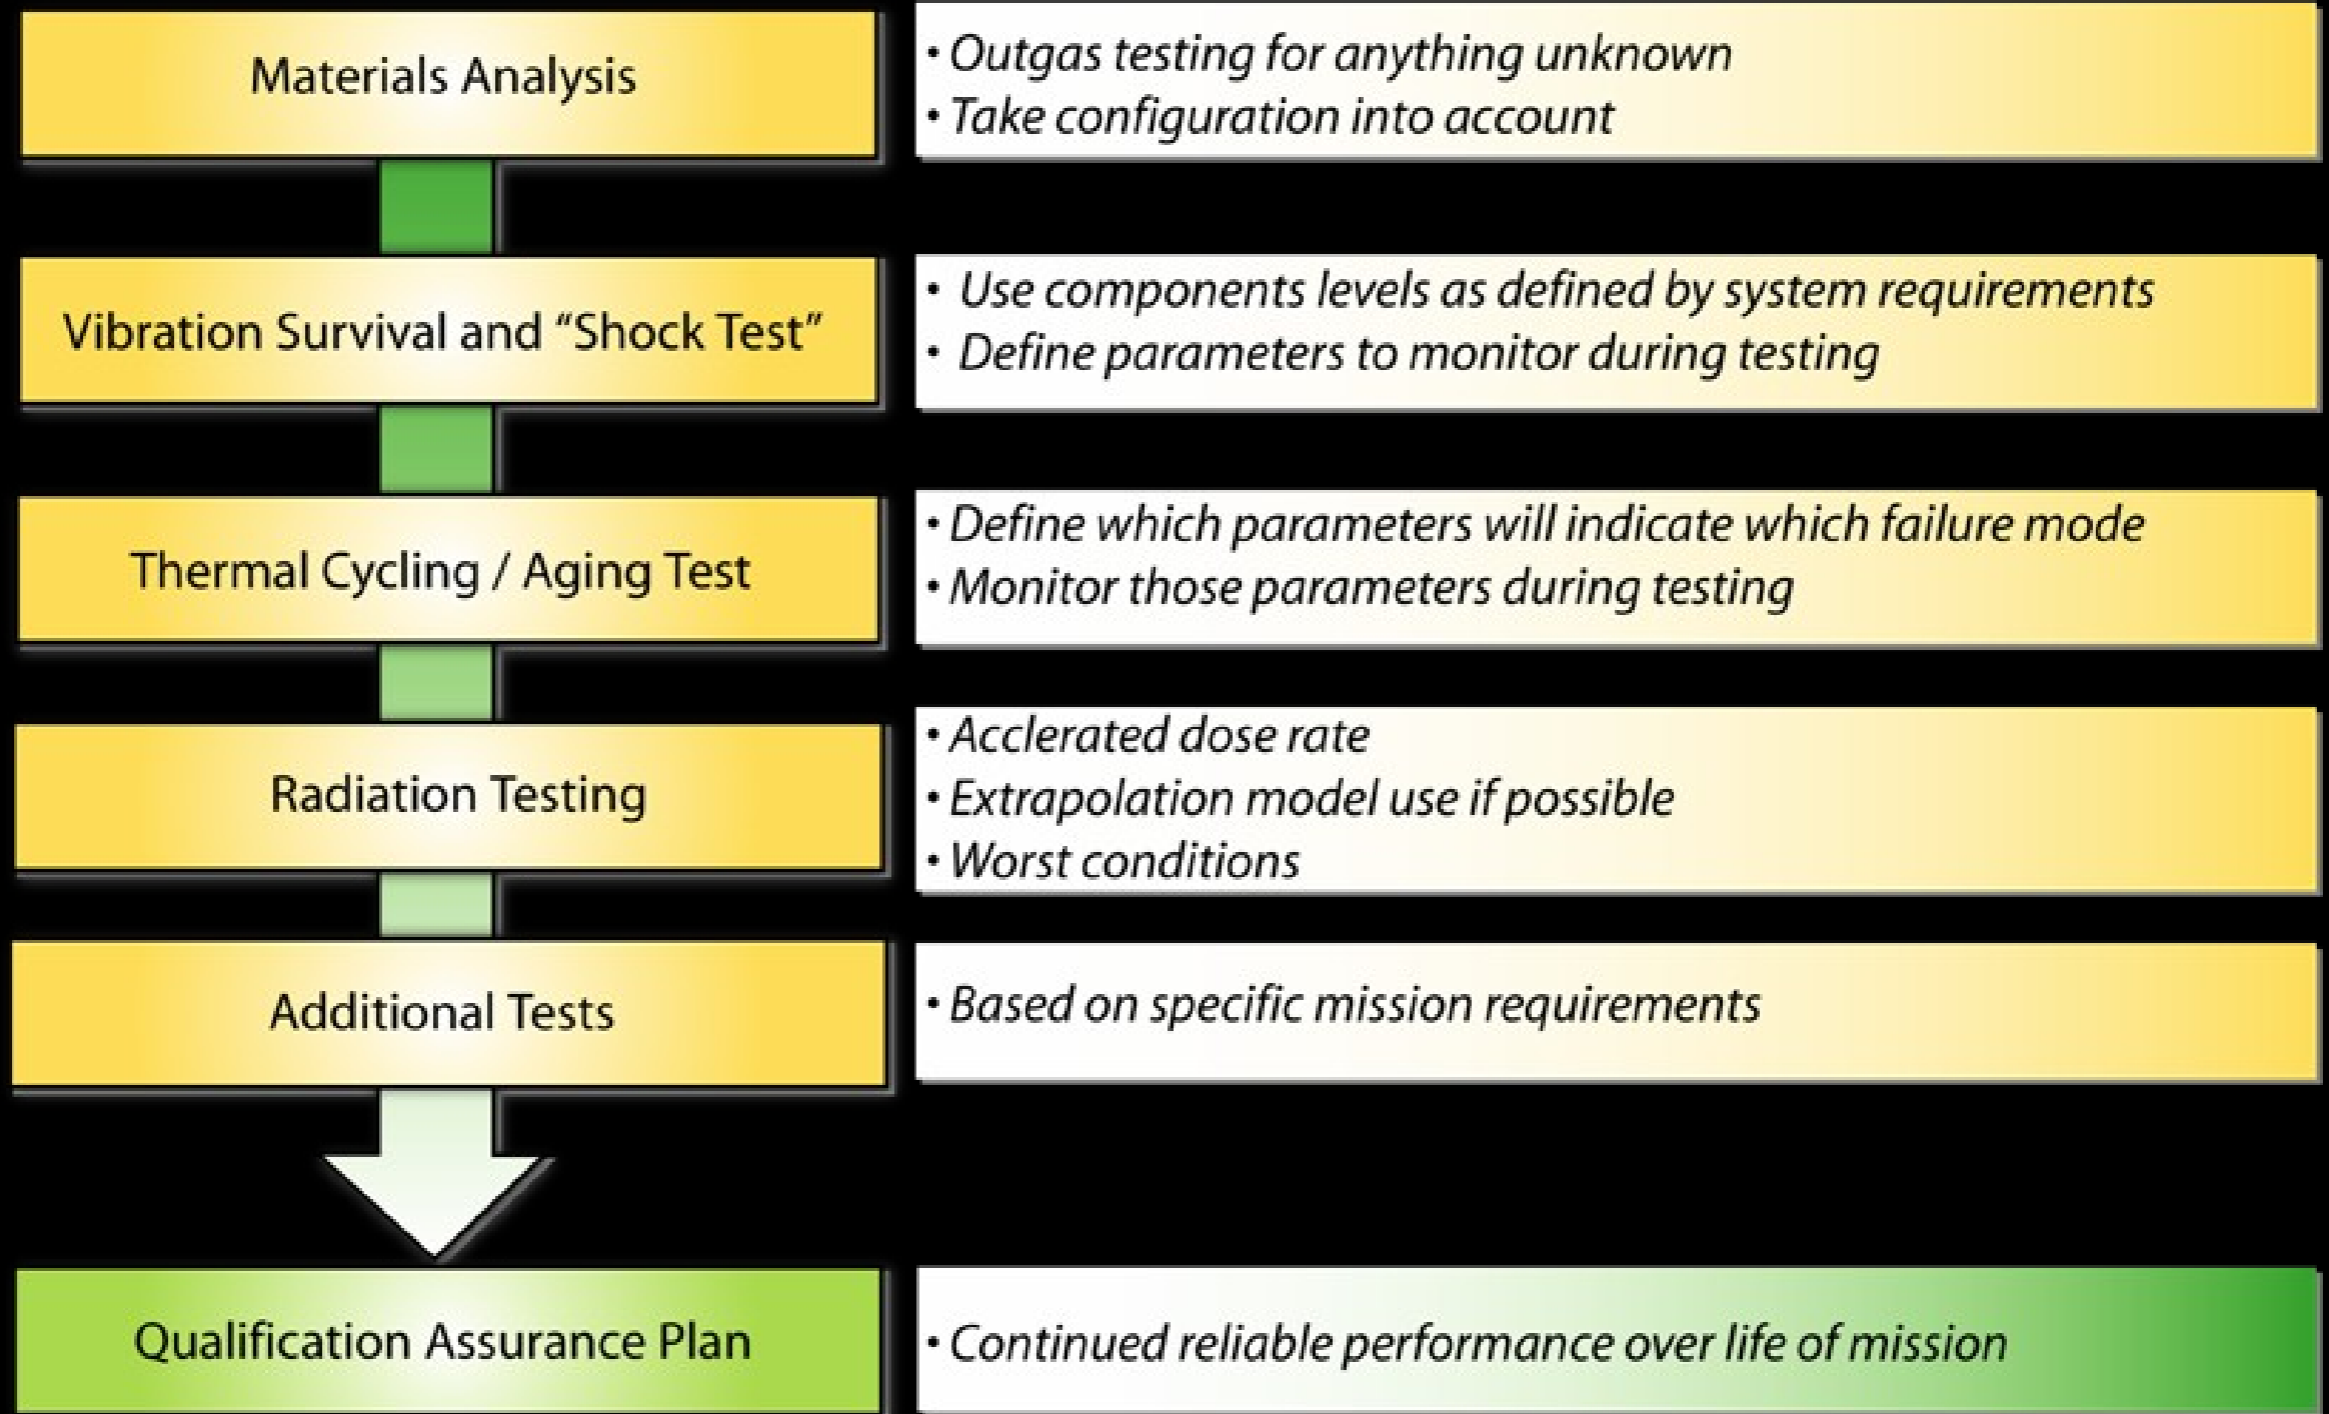 Materials Analysis
• Outgas testing for anything unknown
• Take configuration into account
Vibration Survival and “Shock Test”
• Use components levels as defined by system requirements
• Define parameters to monitor during testing
Thermal Cycling / Aging Test
• Define which parameters will indicate which failure mode
• Monitor those parameters during testing
Radiation Testing
• Acclerated dose rate
• Extrapolation model use if possible
• Worst conditions
Additional Tests
• Based on specific mission requirements
Qualification Assurance Plan
• Continued reliable performance over life of mission